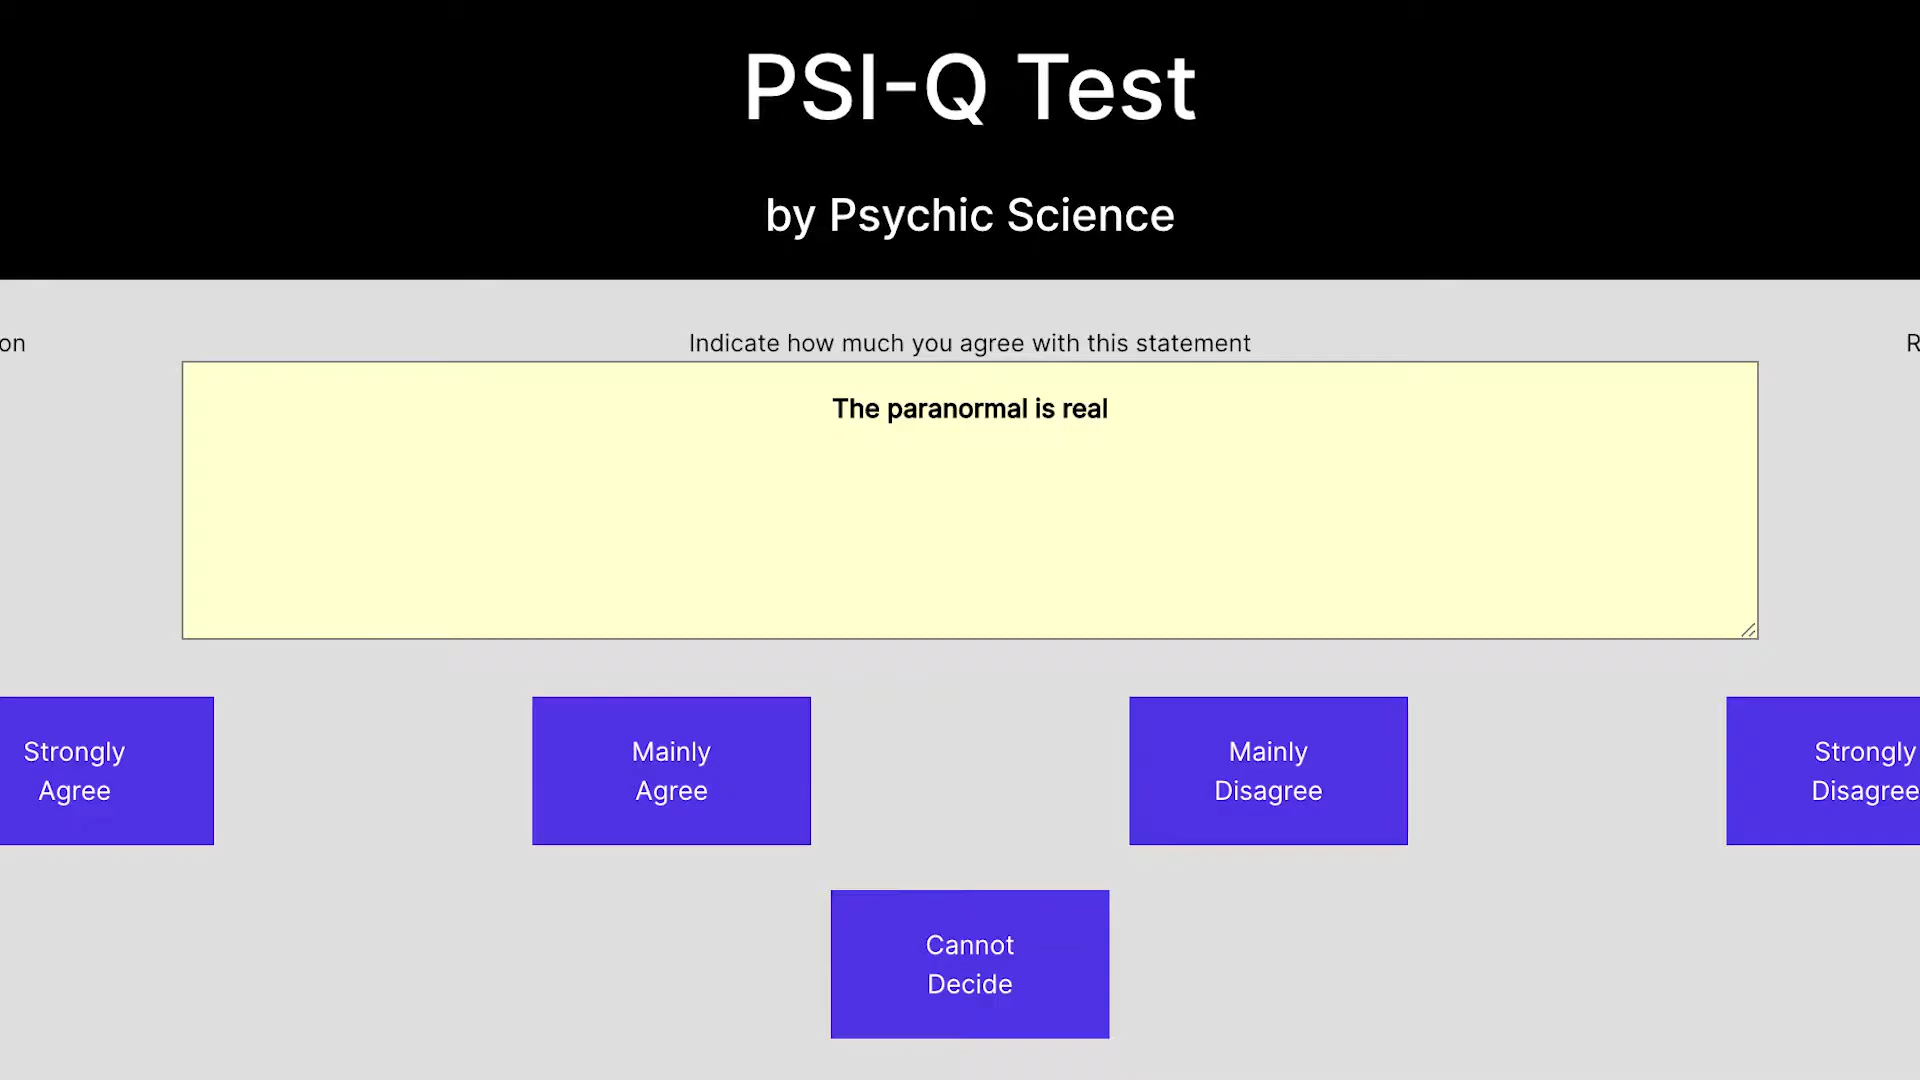 PSI-Q Test
by Psychic Science
on
Indicate how much you agree with this statement
R
The paranormal is real
Strongly
Agree
Mainly
Agree
Mainly
Disagree
Strongly
Disagree
Cannot
Decide